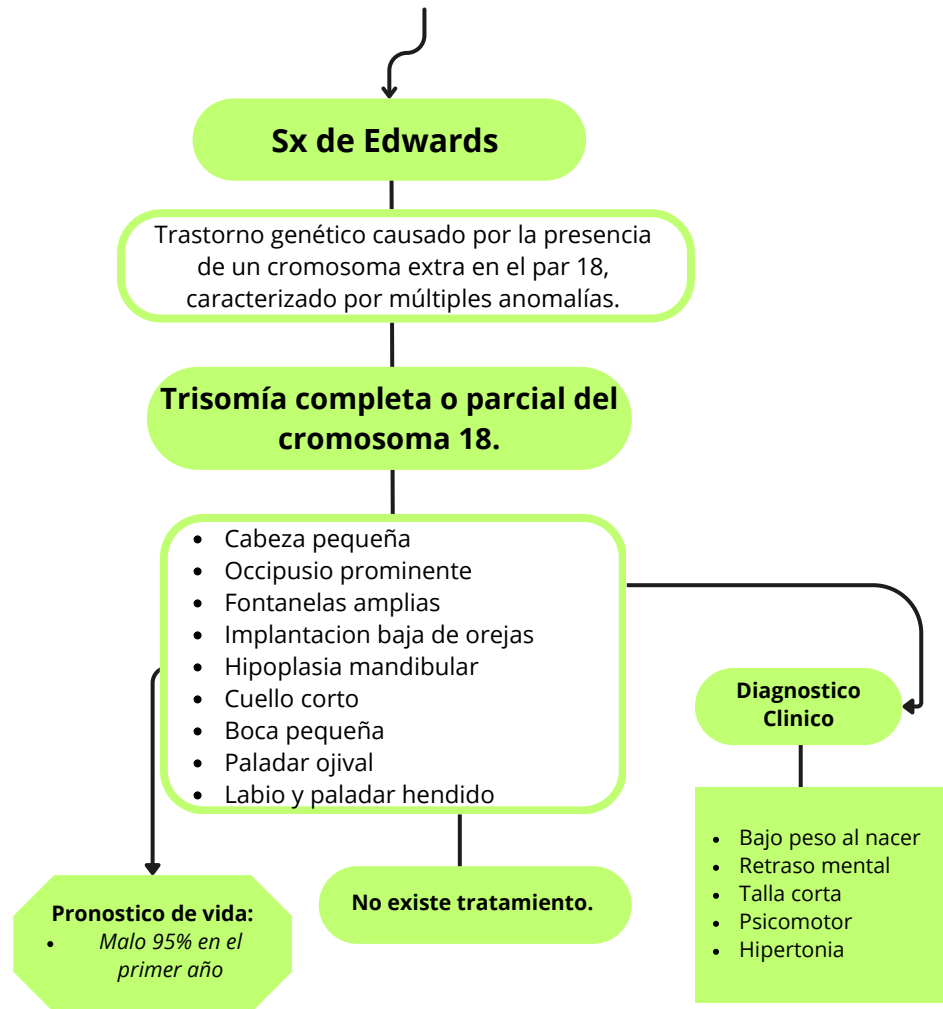 Sx de Edwards
Trastorno genético causado por la presencia
de un cromosoma extra en el par 18,
caracterizado por múltiples anomalías.
Trisomía completa o parcial del
cromosoma 18.
• Cabeza pequeña
• Occipusio prominente
• Fontanelas amplias
• Implantacion baja de orejas
• Hipoplasia mandibular
• Cuello corto
• Boca pequeña
• Paladar ojival
• Labio y paladar hendido
Diagnostico
Clinico
• Bajo peso al nacer
• Retraso mental
• Talla corta
• Psicomotor
• Hipertonia
No existe tratamiento.
Pronostico de vida:
• Malo 95% en el
primer año